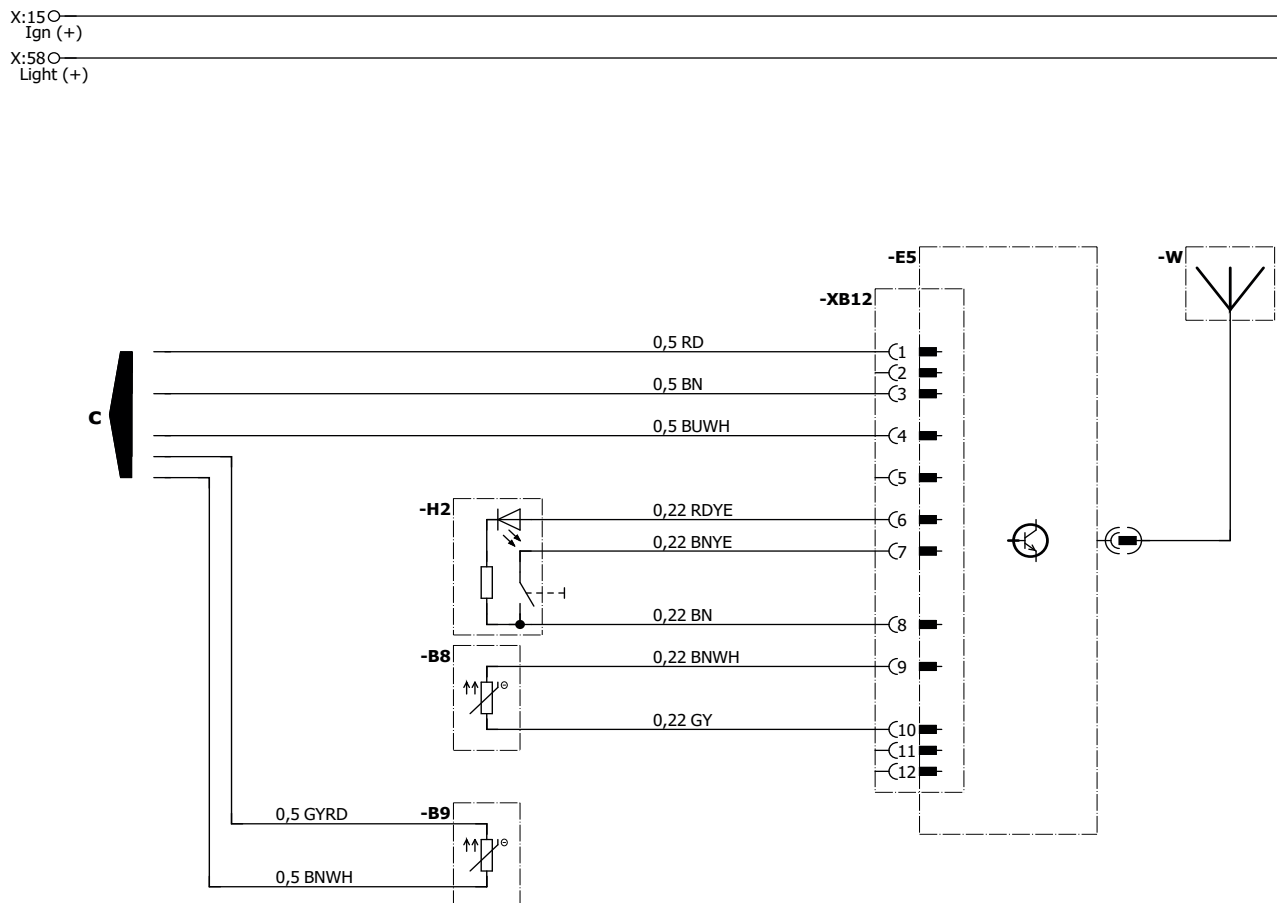 X:15
Ign (+)
X:58
Light (+)
-E5
-W
-XB12
0,5 RD
1
2
0,5 BN
3
C
0,5 BUWH
4
5
-H2
0,22 RDYE
6
0,22 BNYE
7
0,22 BN
8
-B8
0,22 BNWH
9
0,22 GY
10
11
12
0,5 GYRD
-B9
0,5 BNWH